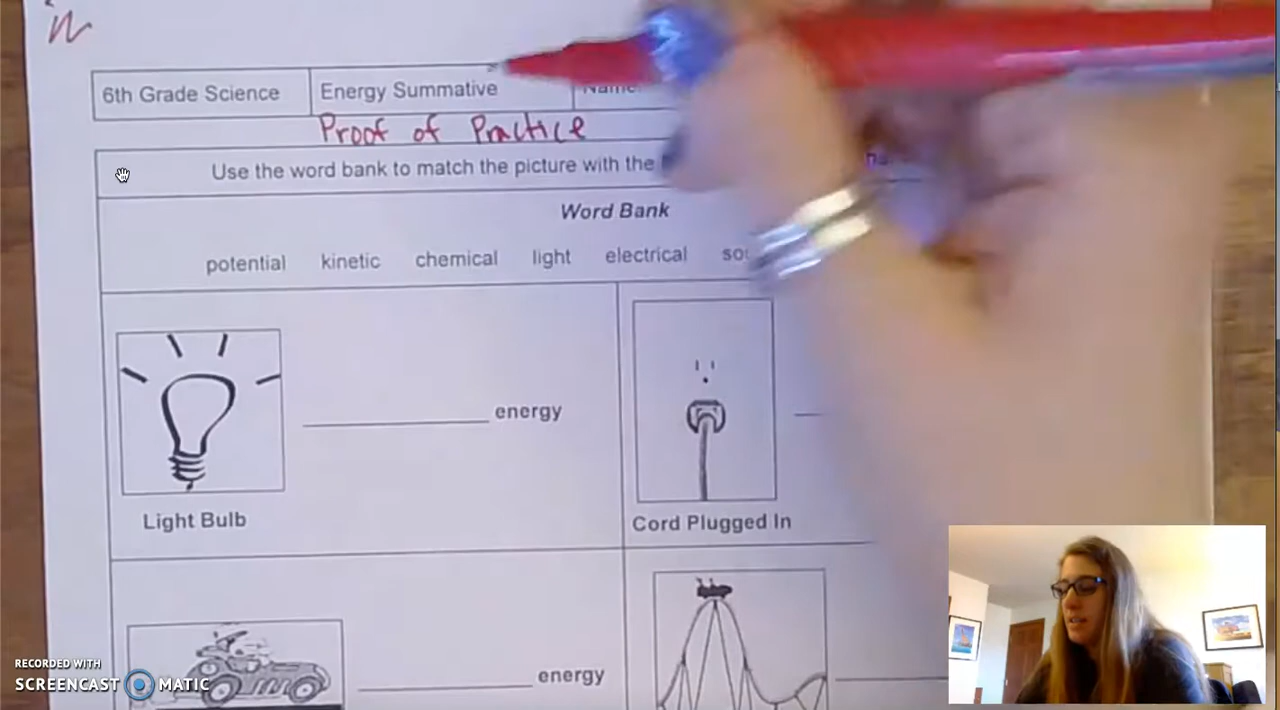 6th Grade Science Energy Summative Name:
Proof of Practice
Use the word bank to match the picture with the
Word Bank
potential kinetic chemical light electrical
energy
Light Bulb
Cord Plugged In
energy
RECORDED WITH
SCREENCAST MATIC